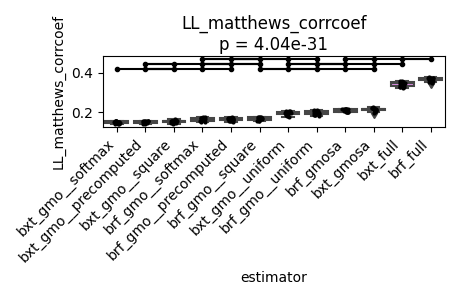 LL_matthews_corrcoef
p = 4.04e-31
LL_matthews_corrcoef
0.4
0.2
bxt_gmo__softmax
bxt_gmo__precomputed
bxt_gmo__square
brf_gmo__softmax
brf_gmo__precomputed
brf_gmo__square
bxt_gmo__uniform
brf_gmo__uniform
brf_gmosa
bxt_gmosa
bxt_full
brf_full
estimator